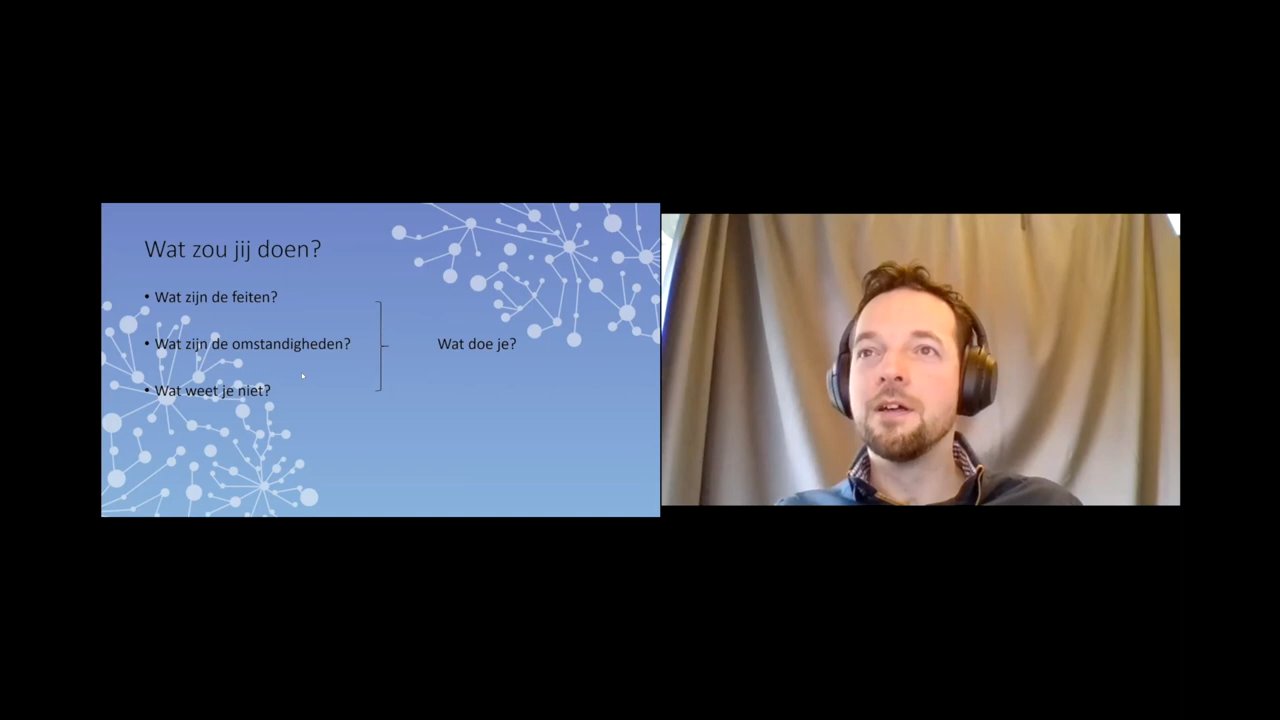 Wat zou jij doen?
• Wat zijn de feiten?
• Wat zijn de omstandigheden?
Wat doe je?
• Wat weet je niet?